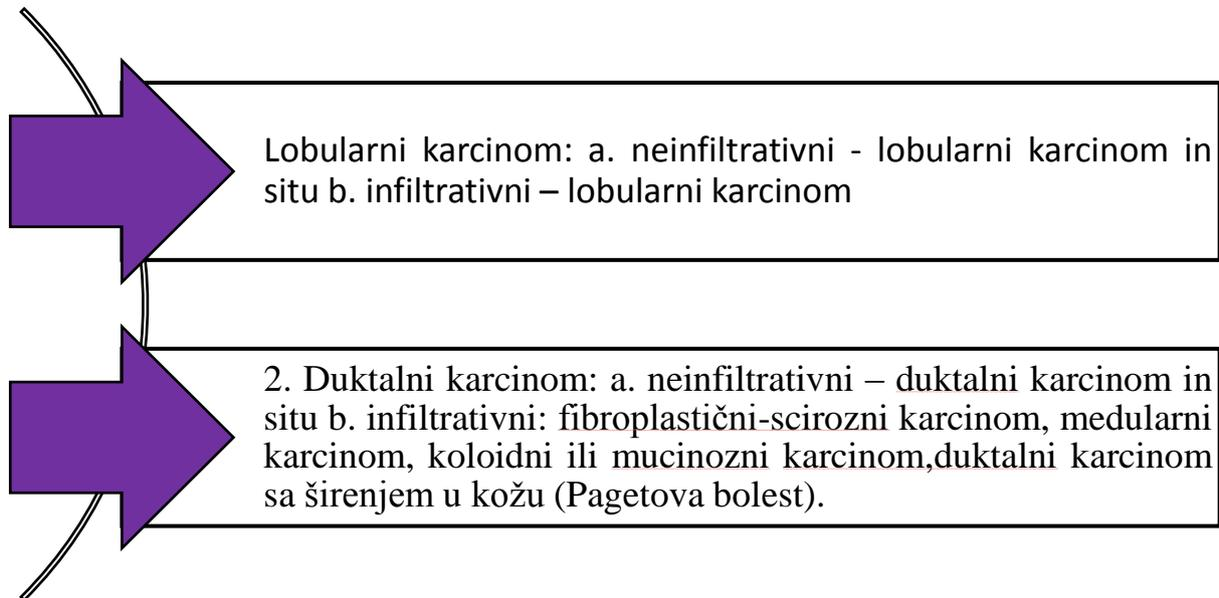 Lobularni karcinom: a. neinfiltrativni - lobularni karcinom in
situ b. infiltrativni – lobularni karcinom
2. Duktalni karcinom: a. neinfiltrativni – duktalni karcinom in
situ b. infiltrativni: fibroplastični-scirozni karcinom, medularni
karcinom, koloidni ili mucinozni karcinom,duktalni karcinom
sa širenjem u kožu (Pagetova bolest).